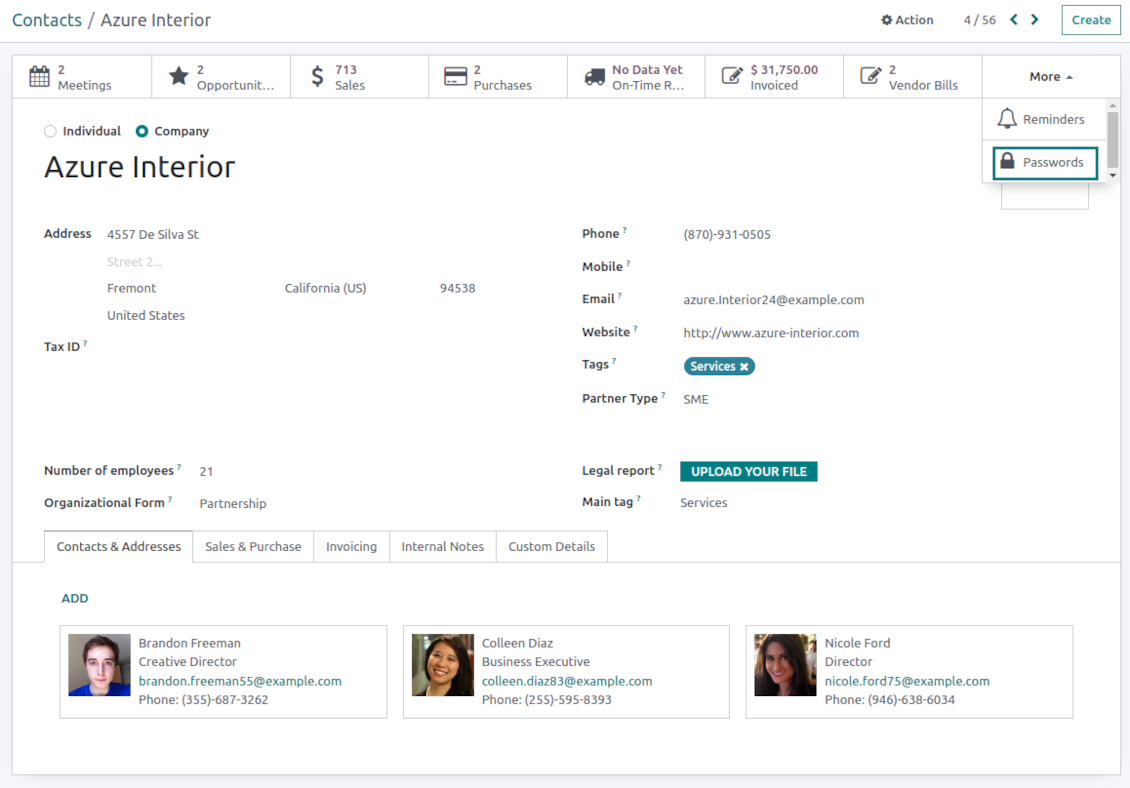 Contacts / Azure Interior
Action
4 / 56
Create
2
Meetings
2
Opportunit...
713
Sales
2
Purchases
No Data Yet
On-Time R...
$ 31,750.00
Invoiced
2
Vendor Bills
More
Reminders
Passwords
Individual
Company
Azure Interior
Address
4557 De Silva St
Street 2...
Fremont California (US) 94538
United States
Tax ID ?
Phone ? (870)-931-0505
Mobile ?
Email ? azure.Interior24@example.com
Website ? http://www.azure-interior.com
Tags ? Services ✖
Partner Type ? SME
Number of employees ? 21
Organizational Form ? Partnership
Legal report ? UPLOAD YOUR FILE
Main tag ? Services
Contacts & Addresses
Sales & Purchase
Invoicing
Internal Notes
Custom Details
ADD
Brandon Freeman
Creative Director
brandon.freeman55@example.com
Phone: (355)-687-3262
Colleen Diaz
Business Executive
colleen.diaz83@example.com
Phone: (255)-595-8393
Nicole Ford
Director
nicole.ford75@example.com
Phone: (946)-638-6034